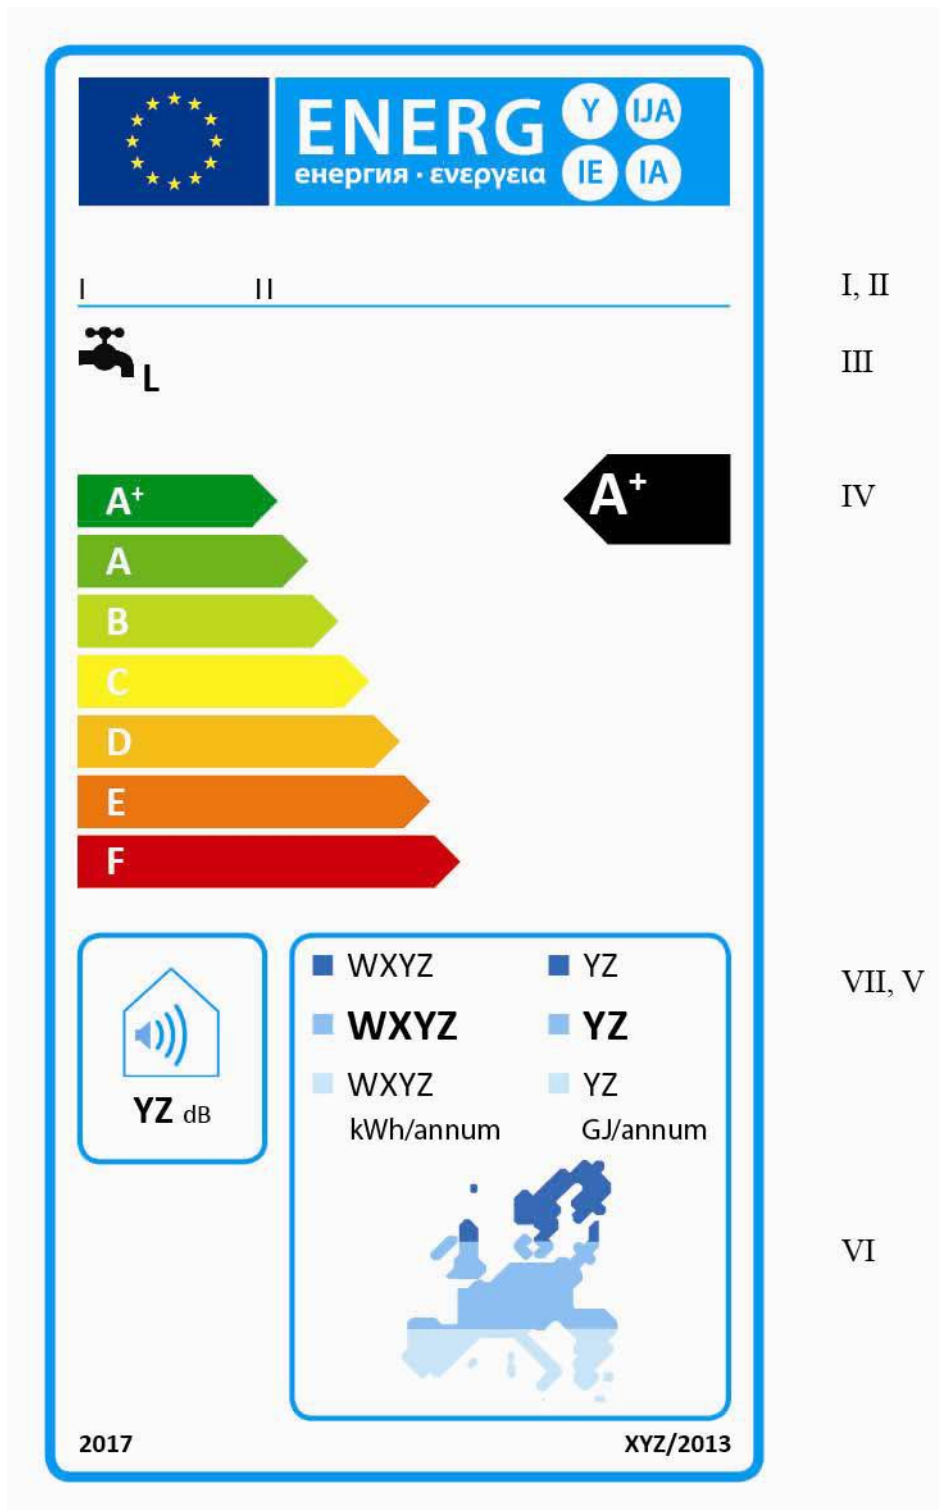 ENERG Y IJA
енергия · ενεργεια IE IA
I II I, II
L III
A+ A+ IV
A
B
C
D
E
F
WXYZ YZ VII, V
WXYZ YZ
WXYZ YZ
YZ dB kWh/annum GJ/annum
VI
2017 XYZ/2013